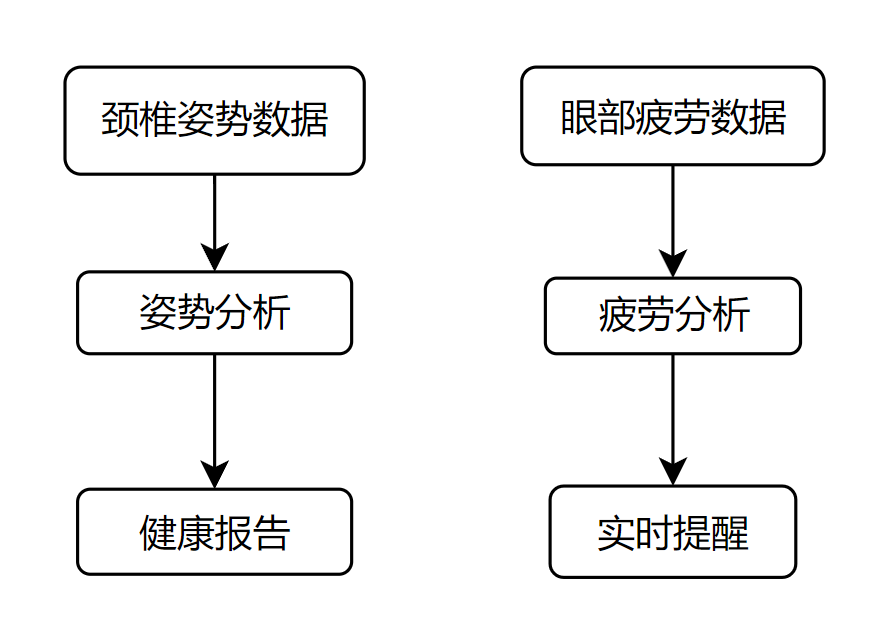 颈椎姿势数据
眼部疲劳数据
姿势分析
疲劳分析
健康报告
实时提醒